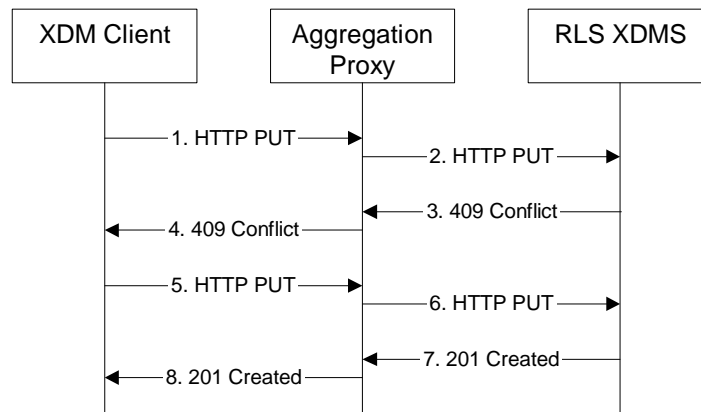 XDM Client
Aggregation
Proxy
RLS XDMS
1. HTTP PUT
2. HTTP PUT
3. 409 Conflict
4. 409 Conflict
5. HTTP PUT
6. HTTP PUT
7. 201 Created
8. 201 Created